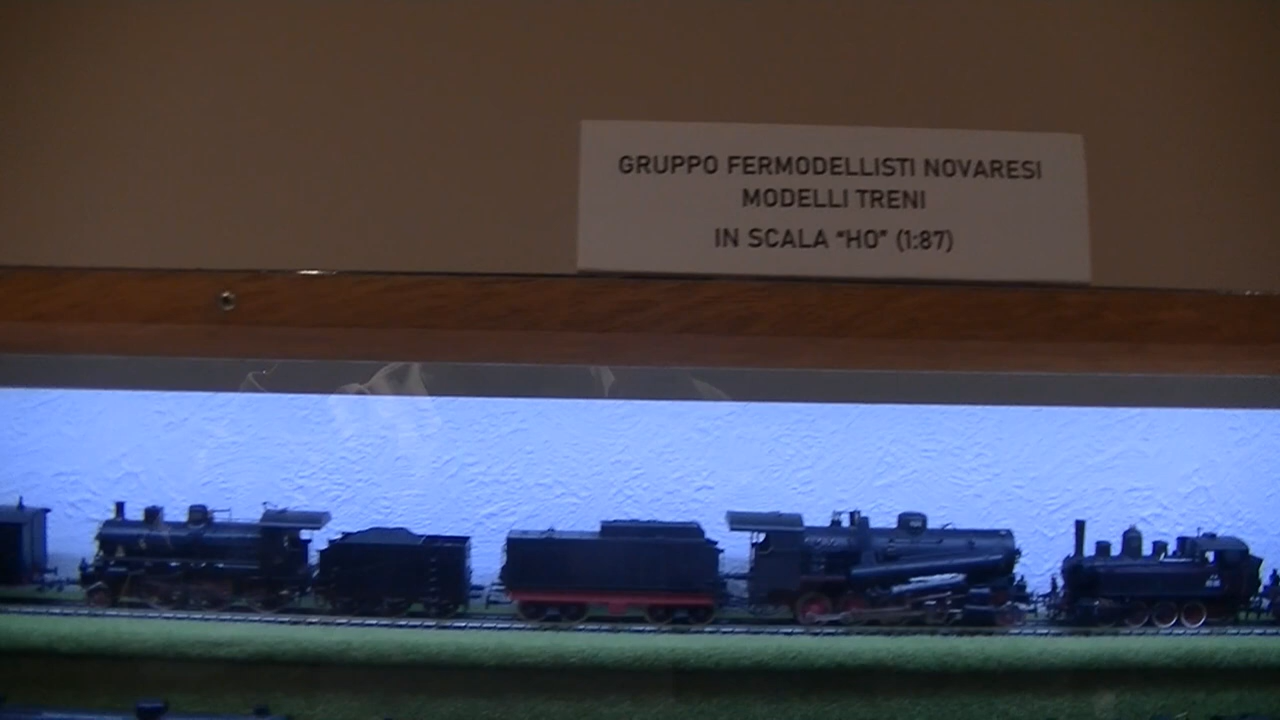 GRUPPO FERMODELLISTI NOVARESI
MODELLI TRENI
IN SCALA “HO” (1:87)